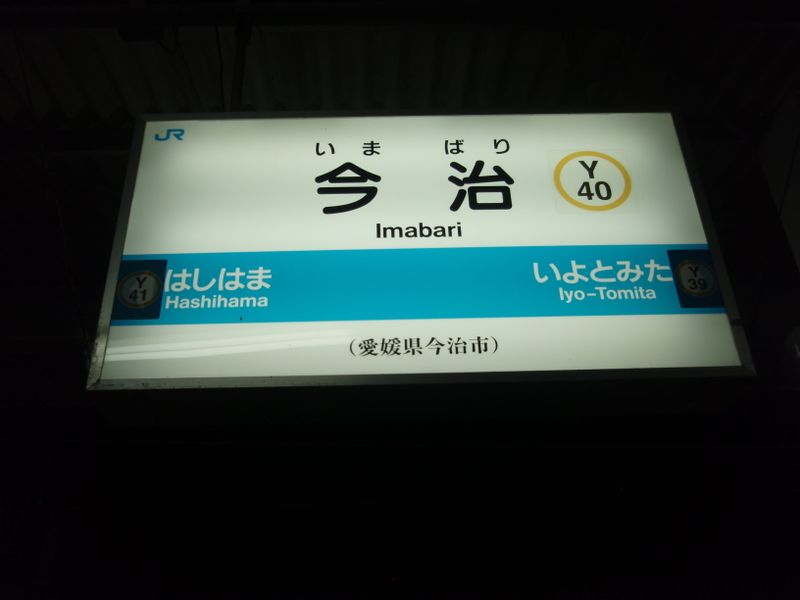 JR
いま ばり
今治
Y
40
Imabari
Y
41
はしはま
Hashihama
いよとみた
Iyo-Tomita
Y
39
(愛媛県今治市)